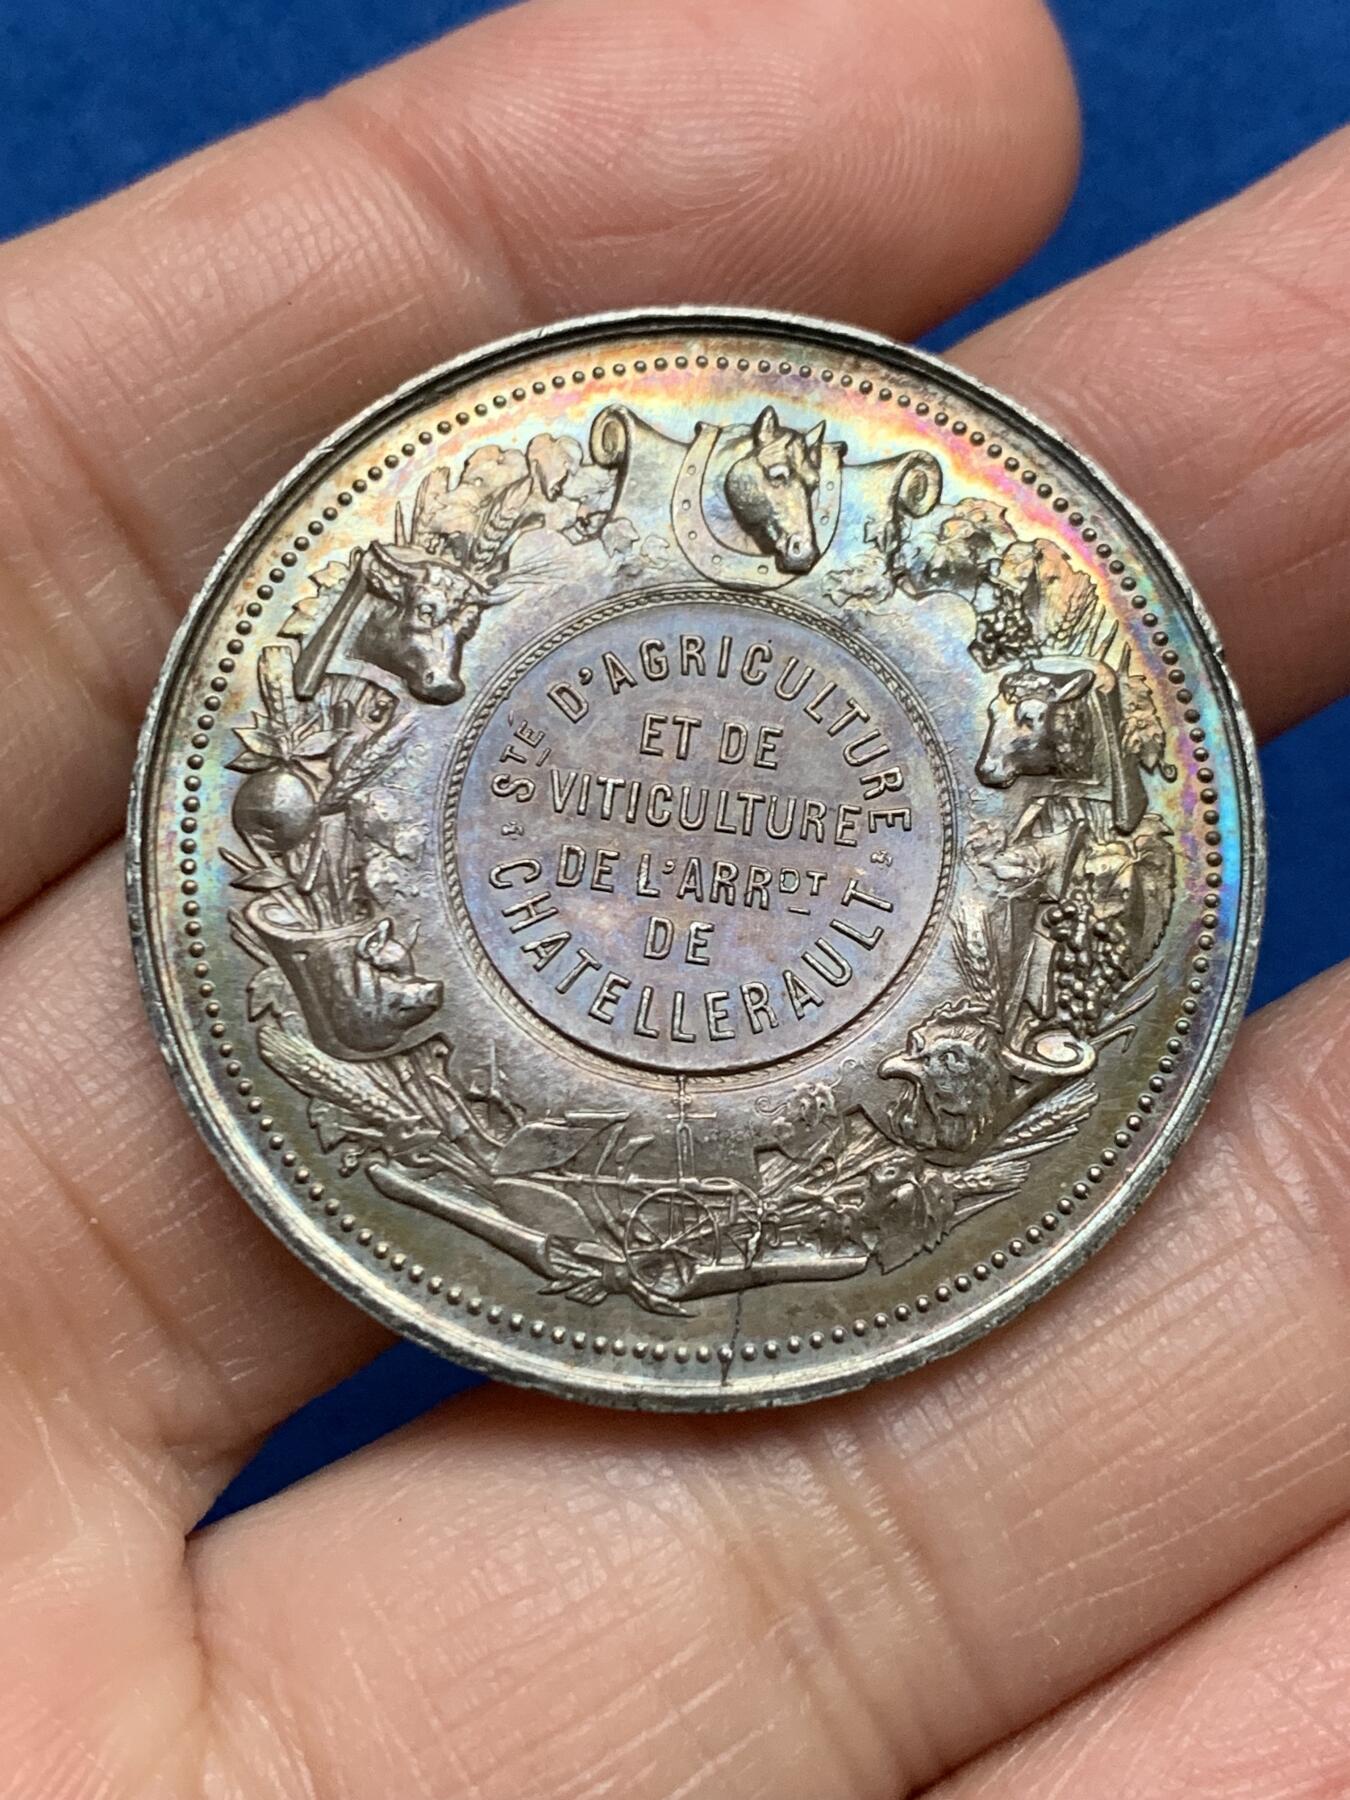 STÉ D'AGRICULTURE
ET DE
VITICULTURE
DE L'ARRDT
DE
CHATELLERAULT